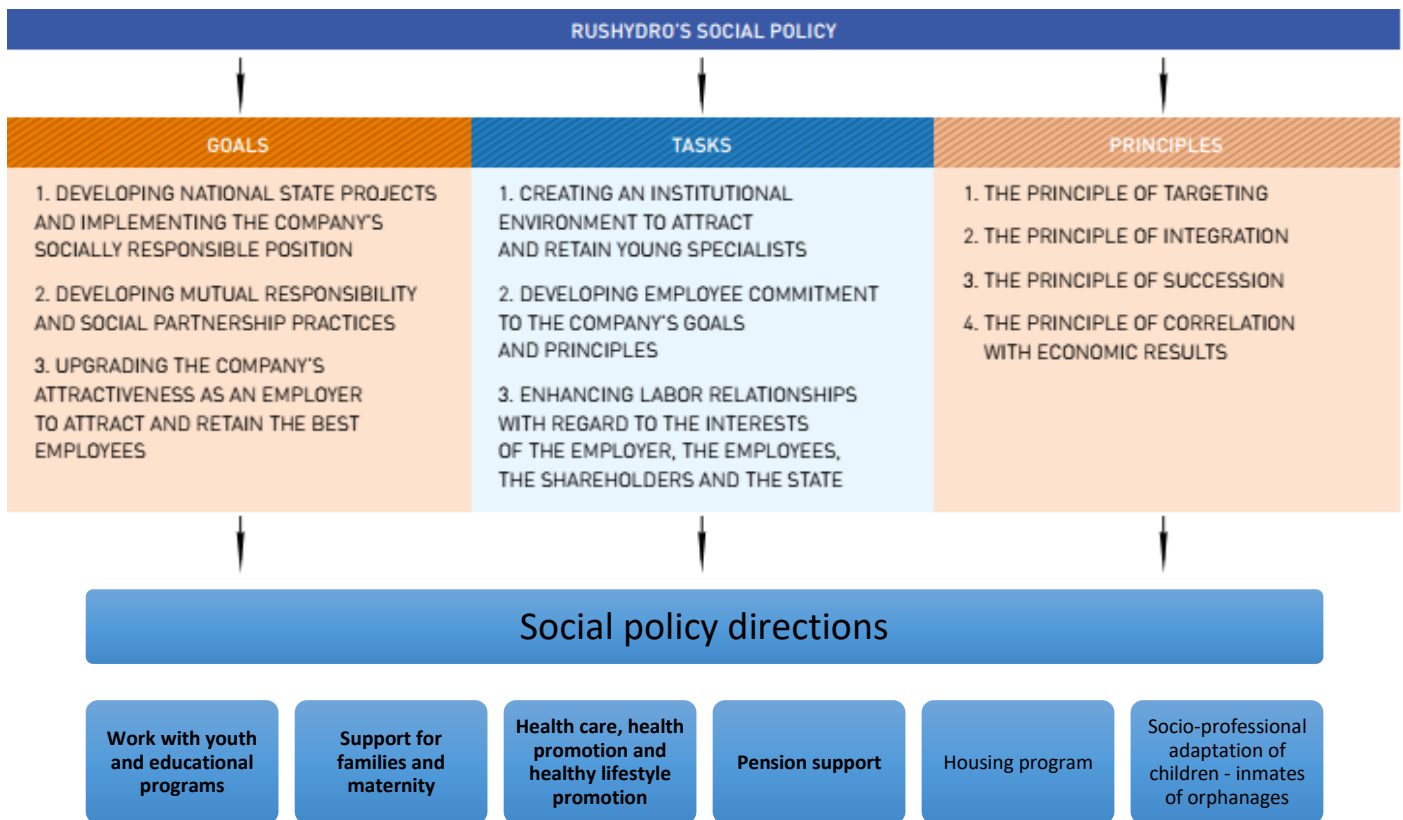 RUSHYDRO'S SOCIAL POLICY
GOALS
1. DEVELOPING NATIONAL STATE PROJECTS
AND IMPLEMENTING THE COMPANY'S
SOCIALLY RESPONSIBLE POSITION
2. DEVELOPING MUTUAL RESPONSIBILITY
AND SOCIAL PARTNERSHIP PRACTICES
3. UPGRADING THE COMPANY'S
ATTRACTIVENESS AS AN EMPLOYER
TO ATTRACT AND RETAIN THE BEST
EMPLOYEES
TASKS
1. CREATING AN INSTITUTIONAL
ENVIRONMENT TO ATTRACT
AND RETAIN YOUNG SPECIALISTS
2. DEVELOPING EMPLOYEE COMMITMENT
TO THE COMPANY'S GOALS
AND PRINCIPLES
3. ENHANCING LABOR RELATIONSHIPS
WITH REGARD TO THE INTERESTS
OF THE EMPLOYER, THE EMPLOYEES,
THE SHAREHOLDERS AND THE STATE
PRINCIPLES
1. THE PRINCIPLE OF TARGETING
2. THE PRINCIPLE OF INTEGRATION
3. THE PRINCIPLE OF SUCCESSION
4. THE PRINCIPLE OF CORRELATION
WITH ECONOMIC RESULTS
Social policy directions
Work with youth
and educational
programs
Support for
families and
maternity
Health care, health
promotion and
healthy lifestyle
promotion
Pension support
Housing program
Socio-professional
adaptation of
children - inmates
of orphanages